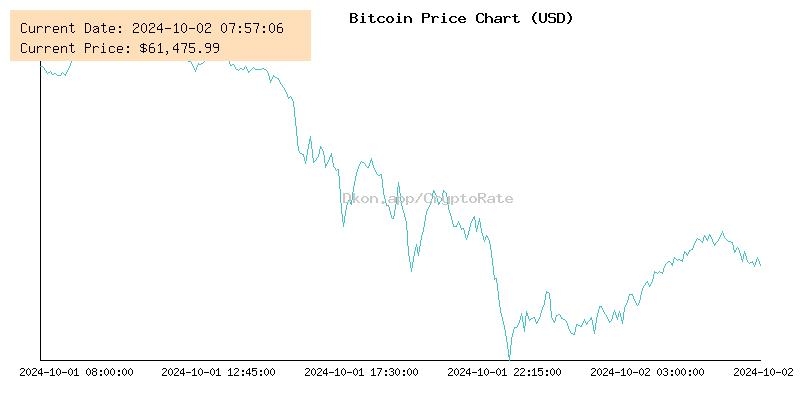 Bitcoin Price Chart (USD)
Current Date: 2024-10-02 07:57:06
Current Price: $61,475.99
Dkon.app/CryptoRate
2024-10-01 08:00:00 2024-10-01 12:45:00 2024-10-01 17:30:00 2024-10-01 22:15:00 2024-10-02 03:00:00 2024-10-02